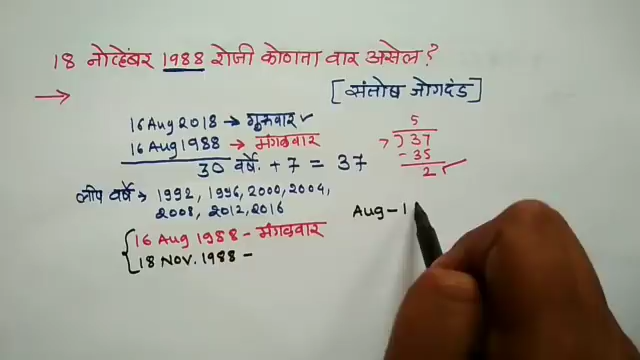 18 नोव्हेंबर 1988 रोजी कोणता वार असेल?
→ [संतोष जोगदंड]
16 Aug 2018 → गुरूवार ✓
16 Aug 1988 → मंगळवार
30 वर्षे + 7 = 37
5
7)37
-35
2 ✓
लीप वर्षे → 1992, 1996, 2000, 2004,
2008, 2012, 2016
16 Aug 1988 - मंगळवार
18 Nov. 1988 -
Aug - 1